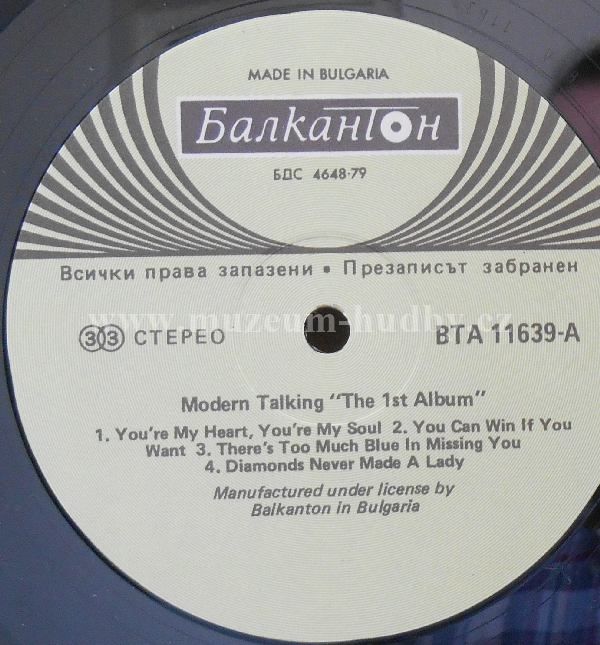 MADE IN BULGARIA
Балкантон
БДС 4648-79
Всички права запазени • Презаписът забранен
www.muzeum-hudby.cz
33 СТЕРЕО
ВТА 11639-А
Modern Talking "The 1st Album"
1. You're My Heart, You're My Soul 2. You Can Win If You
Want 3. There's Too Much Blue In Missing You
4. Diamonds Never Made A Lady
Manufactured under license by
Balkanton in Bulgaria